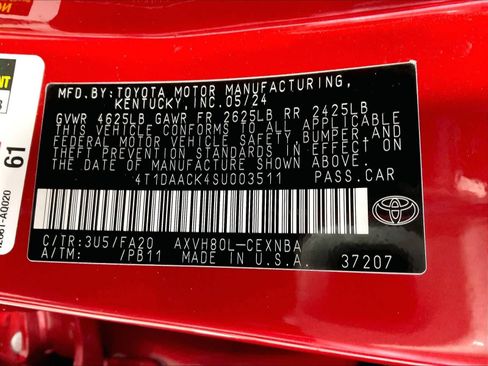 MFD.BY:TOYOTA MOTOR MANUFACTURING,
KENTUCKY,INC.05/24
GVWR 4625LB GAWR FR 2625LB RR 2425LB
THIS VEHICLE CONFORMS TO ALL APPLICABLE
FEDERAL MOTOR VEHICLE SAFETY,BUMPER,AND
THEFT PREVENTION STANDARDS IN EFFECT ON
THE DATE OF MANUFACTURE SHOWN ABOVE.
4T1DAACK4SU003511 PASS.CAR
C/TR:3U5/FA20 AXVH80L-CEXNBA
A/TM: /PB11 MADE IN U.S.A. 37207
TOYOTA
61